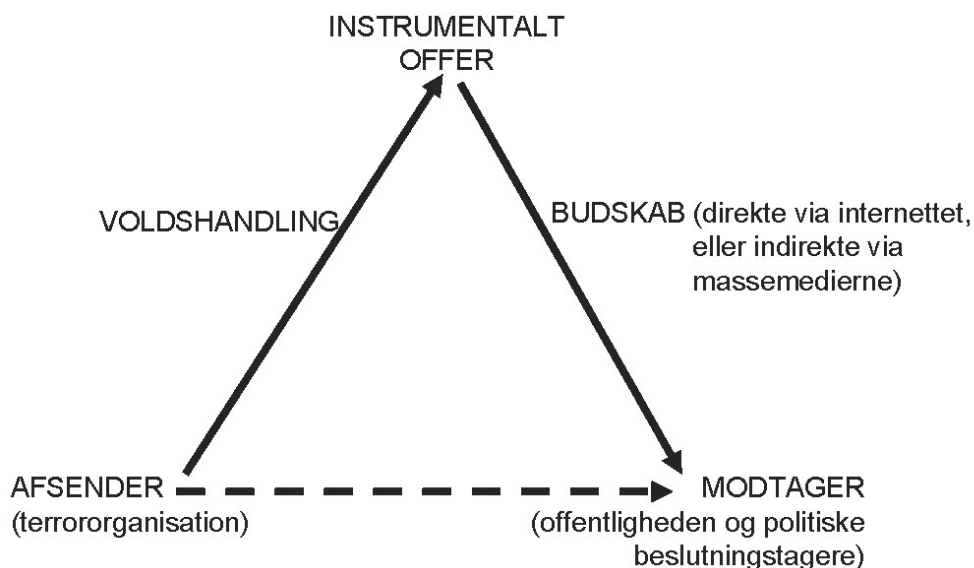 INSTRUMENTALT
OFFER
VOLDSHANDLING
BUDSKAB (direkte via internettet,
eller indirekte via
massemedierne)
AFSENDER
(terrororganisation)
MODTAGER
(offentligheden og politiske
beslutningstagere)